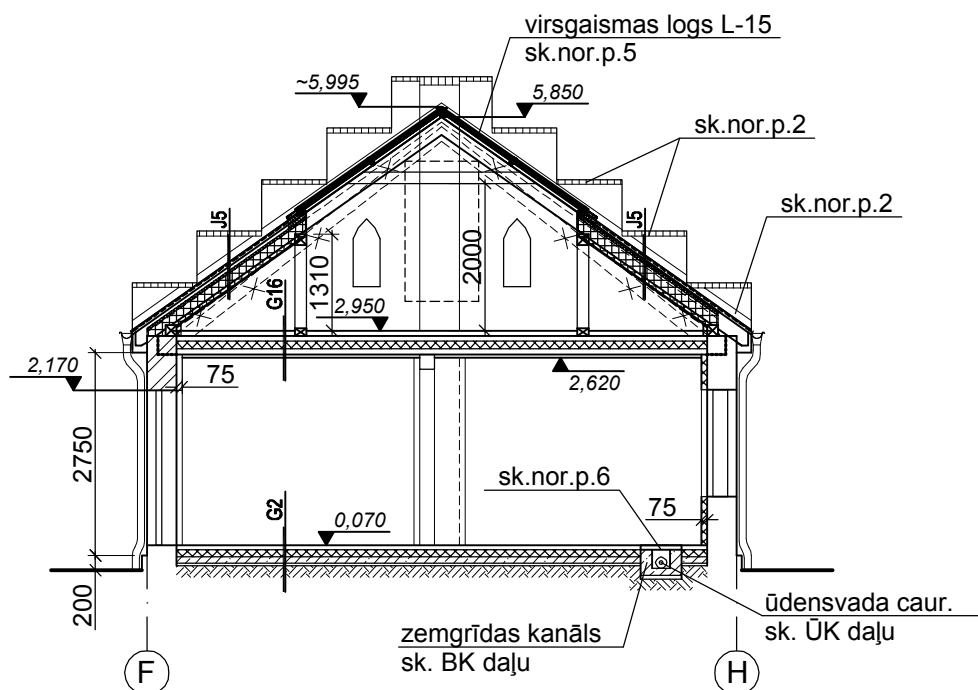 virsgaismas logs L-15
sk.nor.p.5
~5,995
5,850
sk.nor.p.2
sk.nor.p.2
J5
J5
1310
2000
G16
2,950
2,170
75
2,620
2750
sk.nor.p.6
G2
75
0,070
200
ūdensvada caur.
sk. ŪK daļu
zemgrīdas kanāls
sk. BK daļu
F
H